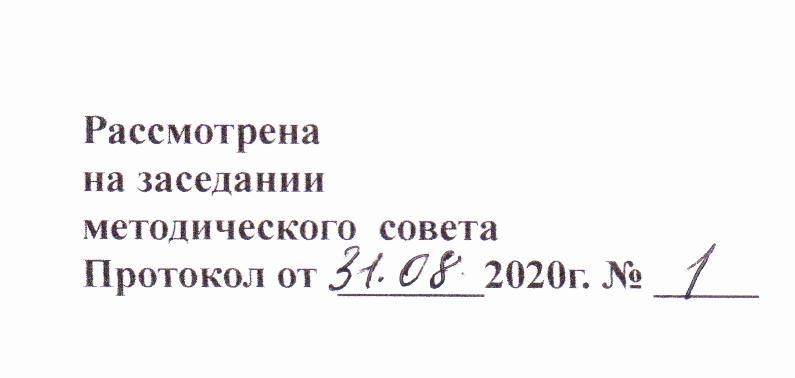 Рассмотрена
на заседании
методического совета
Протокол от 31.08. 2020г. № 1